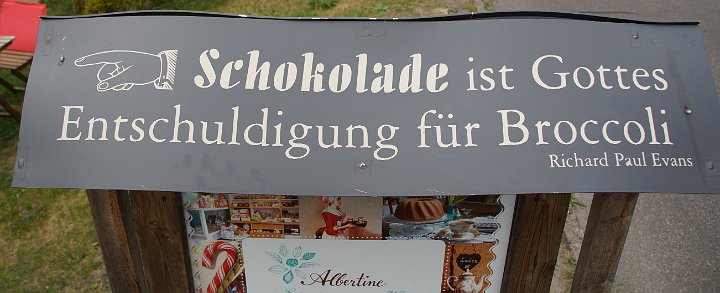 Schokolade ist Gottes
Entschuldigung für Broccoli
Richard Paul Evans
Albertine